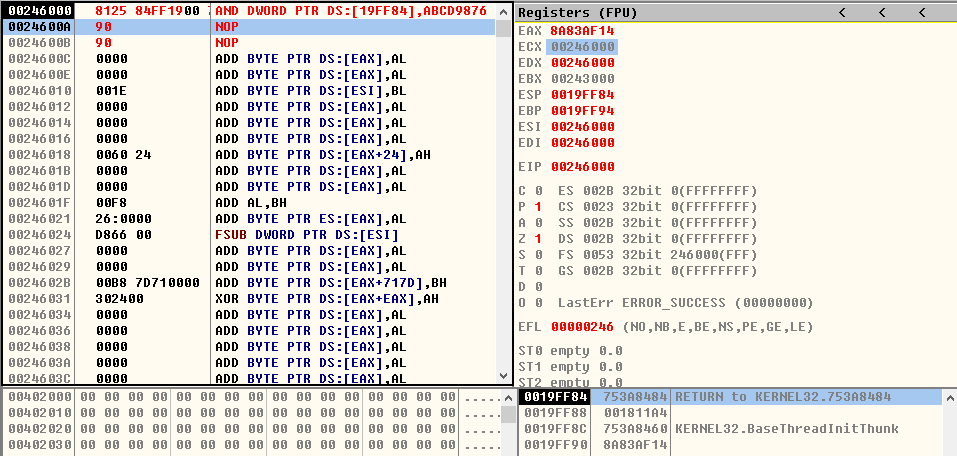 00246000 8125 84FF1900 7 AND DWORD PTR DS:[19FF84],ABCD9876
0024600A 90 NOP
0024600B 90 NOP
0024600C 0000 ADD BYTE PTR DS:[EAX],AL
0024600E 0000 ADD BYTE PTR DS:[EAX],AL
00246010 001E ADD BYTE PTR DS:[ESI],BL
00246012 0000 ADD BYTE PTR DS:[EAX],AL
00246014 0000 ADD BYTE PTR DS:[EAX],AL
00246016 0000 ADD BYTE PTR DS:[EAX],AL
00246018 0060 24 ADD BYTE PTR DS:[EAX+24],AH
0024601B 0000 ADD BYTE PTR DS:[EAX],AL
0024601D 0000 ADD BYTE PTR DS:[EAX],AL
0024601F 00F8 ADD AL,BH
00246021 26:0000 ADD BYTE PTR ES:[EAX],AL
00246024 D866 00 FSUB DWORD PTR DS:[ESI]
00246027 0000 ADD BYTE PTR DS:[EAX],AL
00246029 0000 ADD BYTE PTR DS:[EAX],AL
0024602B 00B8 7D710000 ADD BYTE PTR DS:[EAX+717D],BH
00246031 302400 XOR BYTE PTR DS:[EAX+EAX],AH
00246034 0000 ADD BYTE PTR DS:[EAX],AL
00246036 0000 ADD BYTE PTR DS:[EAX],AL
00246038 0000 ADD BYTE PTR DS:[EAX],AL
0024603A 0000 ADD BYTE PTR DS:[EAX],AL
0024603C 0000 ADD BYTE PTR DS:[EAX],AL
Registers (FPU) < < <
EAX 8A83AF14
ECX 00246000
EDX 00246000
EBX 00243000
ESP 0019FF84
EBP 0019FF94
ESI 00246000
EDI 00246000
EIP 00246000
C 0 ES 002B 32bit 0(FFFFFFFF)
P 1 CS 0023 32bit 0(FFFFFFFF)
A 0 SS 002B 32bit 0(FFFFFFFF)
Z 1 DS 002B 32bit 0(FFFFFFFF)
S 0 FS 0053 32bit 246000(FFF)
T 0 GS 002B 32bit 0(FFFFFFFF)
D 0
O 0 LastErr ERROR_SUCCESS (00000000)
EFL 00000246 (NO,NB,E,BE,NS,PE,GE,LE)
ST0 empty 0.0
ST1 empty 0.0
ST2 empty 0.0
00402000 00 00 00 00 00 00 00 00 00 00 00 00 00 00 00 00 .....
00402010 00 00 00 00 00 00 00 00 00 00 00 00 00 00 00 00 .....
00402020 00 00 00 00 00 00 00 00 00 00 00 00 00 00 00 00 .....
00402030 00 00 00 00 00 00 00 00 00 00 00 00 00 00 00 00 .....
0019FF84 753A8484 RETURN to KERNEL32.753A8484
0019FF88 001811A4
0019FF8C 753A8460 KERNEL32.BaseThreadInitThunk
0019FF90 8A83AF14